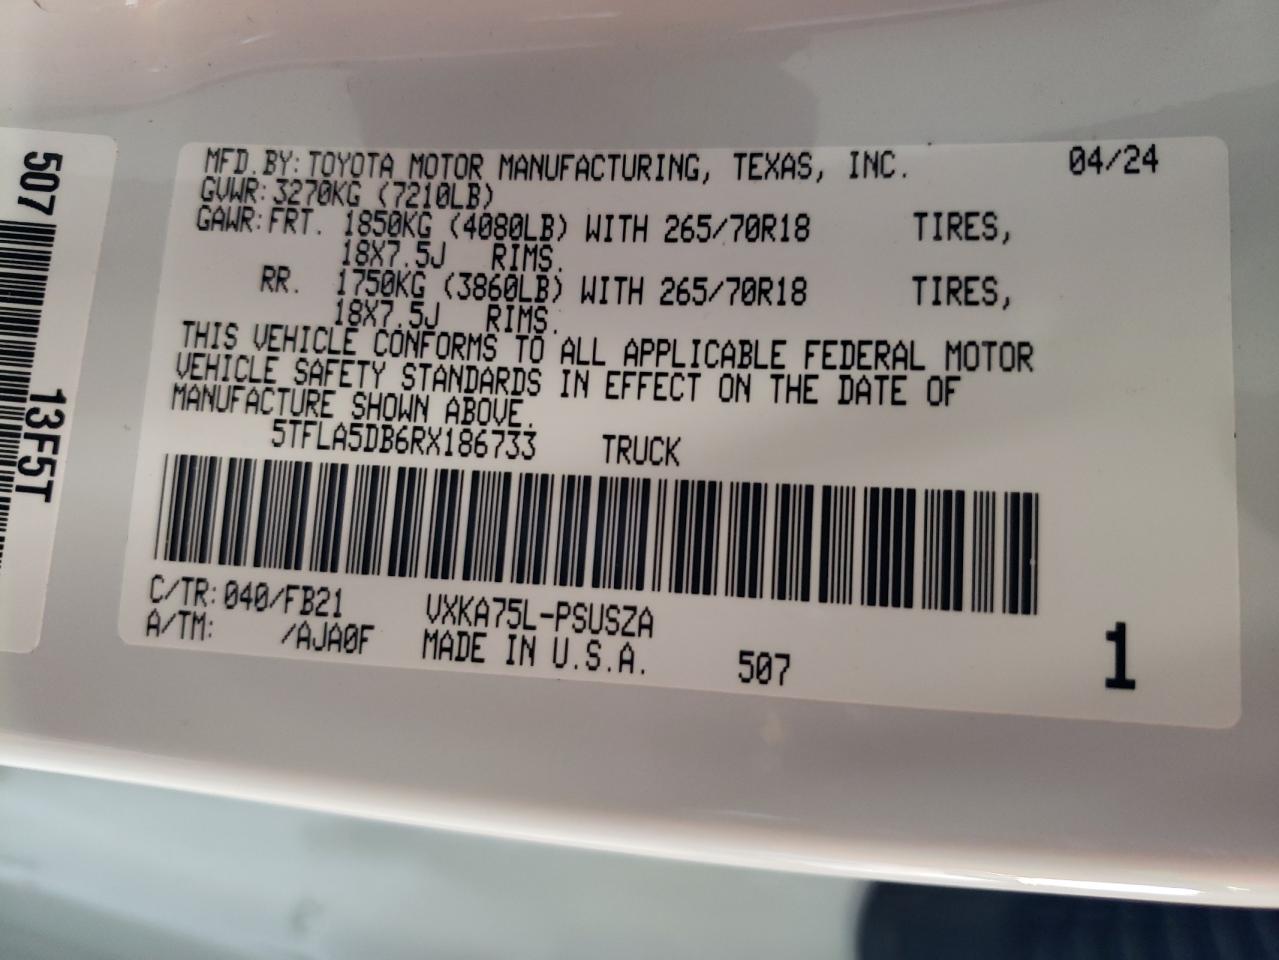 507
13F5T
MFD.BY:TOYOTA MOTOR MANUFACTURING, TEXAS, INC. 04/24
GVWR:3270KG (7210LB)
GAWR:FRT. 1850KG (4080LB) WITH 265/70R18 TIRES,
18X7.5J RIMS.
RR. 1750KG (3860LB) WITH 265/70R18 TIRES,
18X7.5J RIMS.
THIS VEHICLE CONFORMS TO ALL APPLICABLE FEDERAL MOTOR
VEHICLE SAFETY STANDARDS IN EFFECT ON THE DATE OF
MANUFACTURE SHOWN ABOVE.
5TFLA5DB6RX186733 TRUCK
C/TR:040/FB21 VXKA75L-PSUSZA
A/TM: /AJA0F MADE IN U.S.A. 507 1